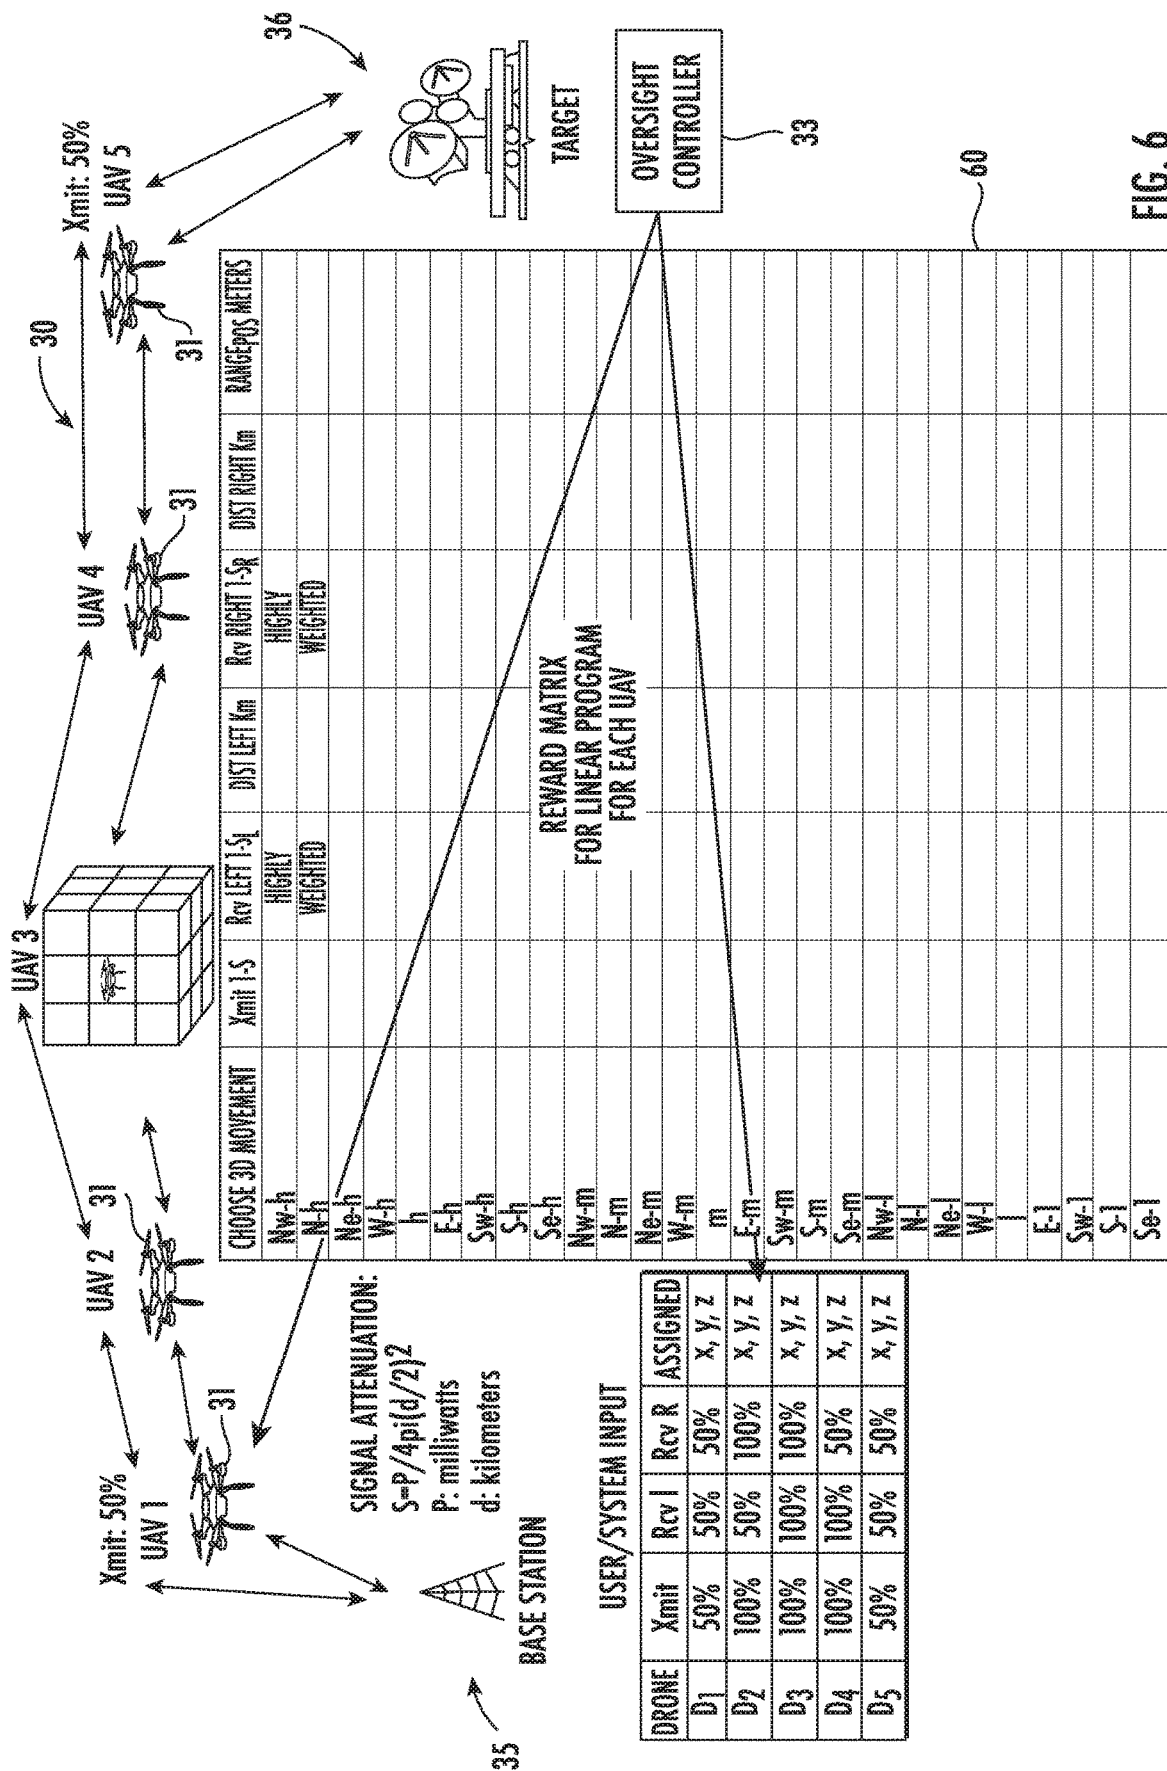 30
36
Xmit: 50%
UAV 1
UAV 2
UAV 3
UAV 4
Xmit: 50%
UAV 5
31
31
31
31
35
BASE STATION
SIGNAL ATTENUATION:
S=P/4pi(d/2)2
P: milliwatts
d: kilometers
TARGET
OVERSIGHT
CONTROLLER
33
60
CHOOSE 3D MOVEMENT Xmit 1-S Rcv LEFT 1-SL DIST LEFT Km Rcv RIGHT 1-SR DIST RIGHT Km RANGEPOS METERS
Nw-h HIGHLY HIGHLY
N-h WEIGHTED WEIGHTED
Ne-h
W-h
h
E-h
Sw-h
S-h
Se-h
Nw-m
N-m
Ne-m
W-m
m
E-m
Sw-m
S-m
Se-m
Nw-l
N-l
Ne-l
W-l
l
E-l
Sw-l
S-l
Se-l
REWARD MATRIX
FOR LINEAR PROGRAM
FOR EACH UAV
USER/SYSTEM INPUT
DRONE Xmit Rcv l Rcv R ASSIGNED
D1 50% 50% 50% x, y, z
D2 100% 50% 100% x, y, z
D3 100% 100% 100% x, y, z
D4 100% 100% 50% x, y, z
D5 50% 50% 50% x, y, z
FIG. 6